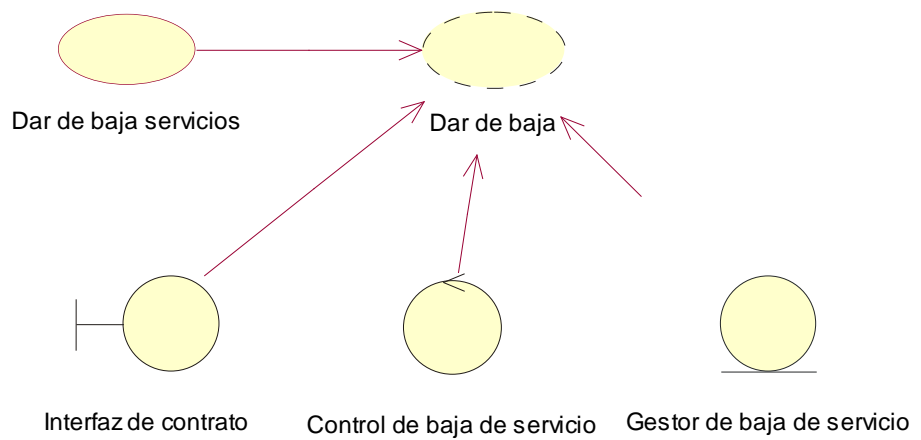 Dar de baja servicios
Dar de baja
Interfaz de contrato
Control de baja de servicio
Gestor de baja de servicio